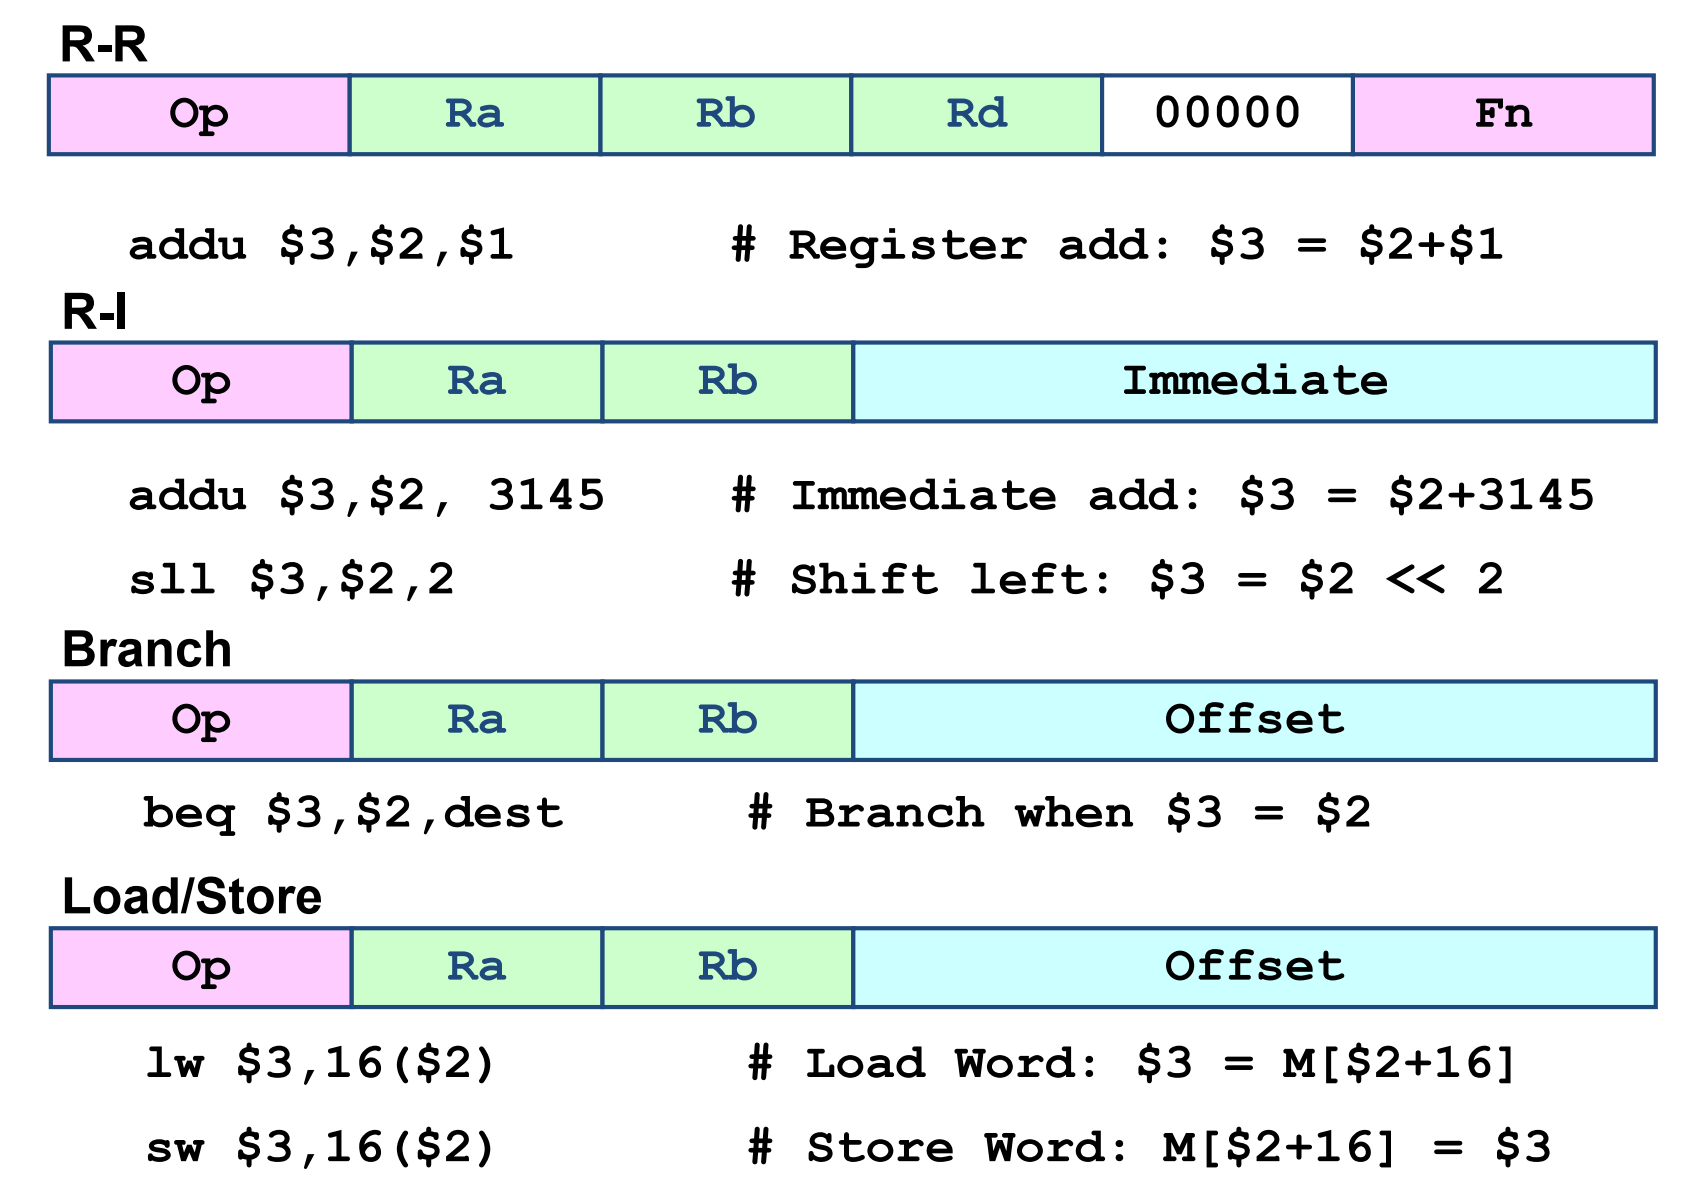 R-R
Op Ra Rb Rd 00000 Fn
addu $3,$2,$1 # Register add: $3 = $2+$1
R-I
Op Ra Rb Immediate
addu $3,$2, 3145 # Immediate add: $3 = $2+3145
sll $3,$2,2 # Shift left: $3 = $2 << 2
Branch
Op Ra Rb Offset
beq $3,$2,dest # Branch when $3 = $2
Load/Store
Op Ra Rb Offset
lw $3,16($2) # Load Word: $3 = M[$2+16]
sw $3,16($2) # Store Word: M[$2+16] = $3